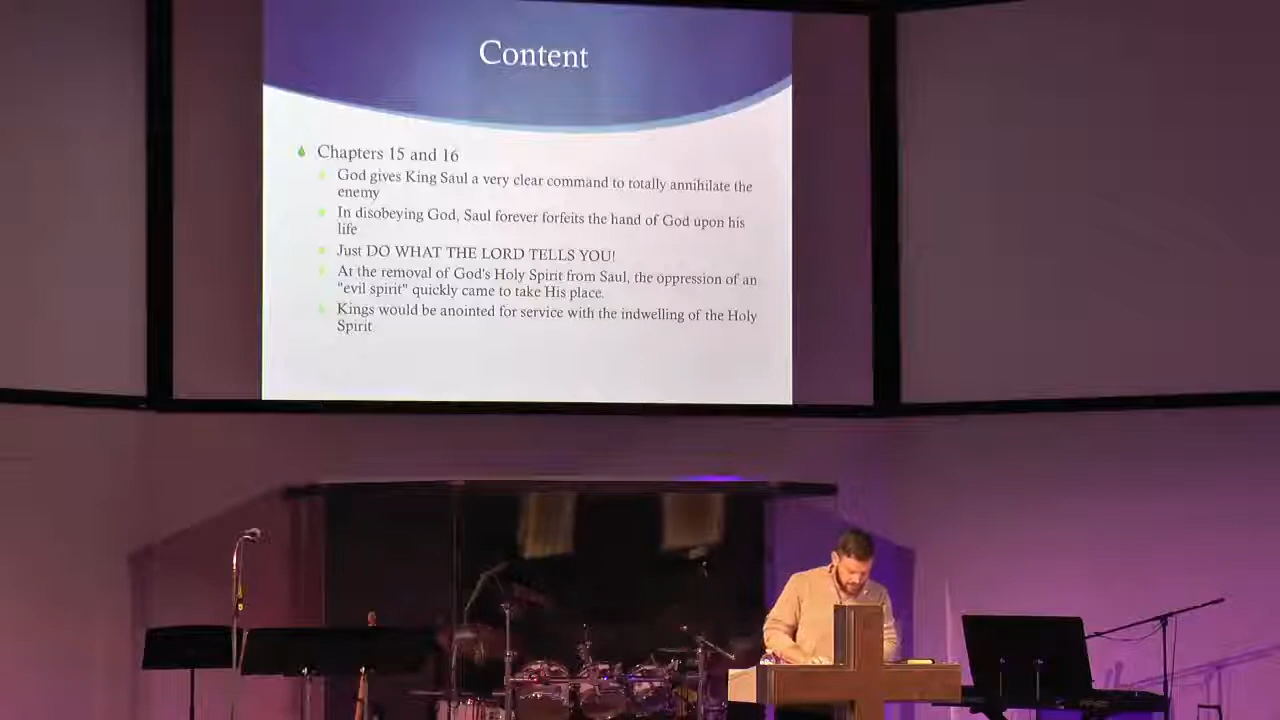 Content
Chapters 15 and 16
God gives King Saul a very clear command to totally annihilate the
enemy
In disobeying God, Saul forever forfeits the hand of God upon his
life
Just DO WHAT THE LORD TELLS YOU!
At the removal of God's Holy Spirit from Saul, the oppression of an
"evil spirit" quickly came to take His place.
Kings would be anointed for service with the indwelling of the Holy
Spirit